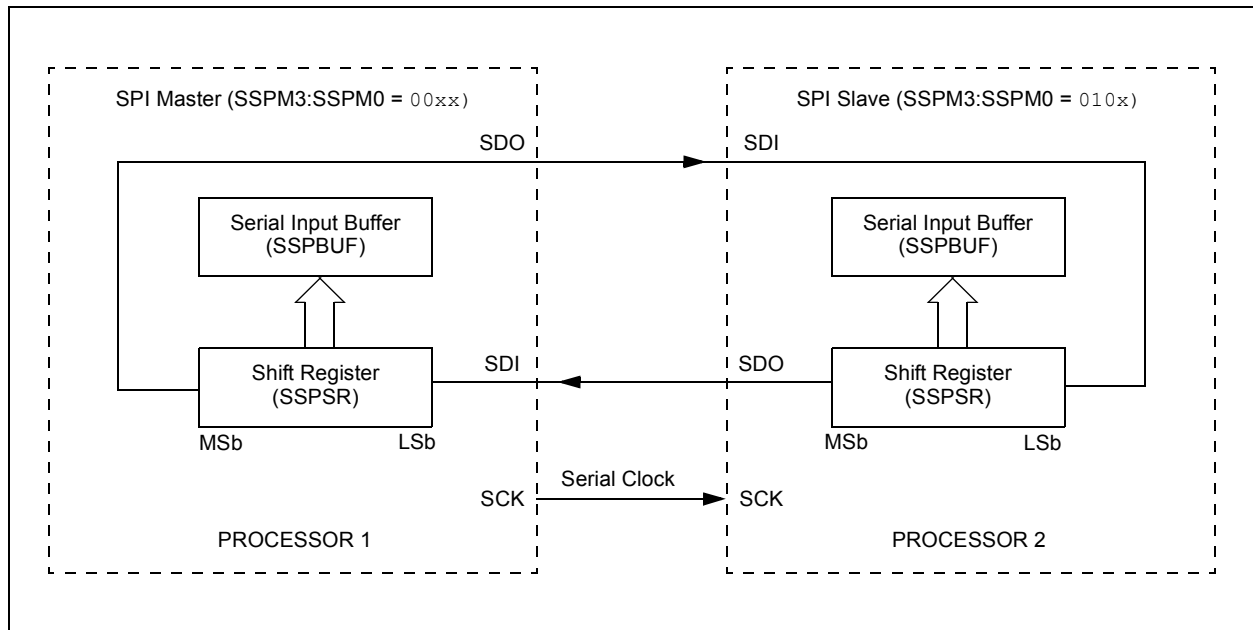 SPI Master (SSPM3:SSPM0 = 00xx)
SPI Slave (SSPM3:SSPM0 = 010x)
SDO
SDI
Serial Input Buffer
(SSPBUF)
Serial Input Buffer
(SSPBUF)
SDI
SDO
Shift Register
(SSPSR)
Shift Register
(SSPSR)
MSb
LSb
MSb
LSb
Serial Clock
SCK
SCK
PROCESSOR 1
PROCESSOR 2